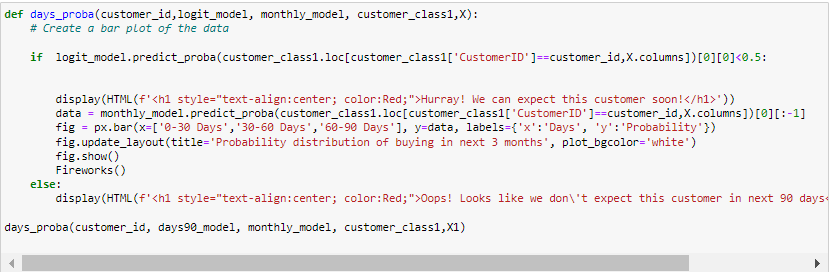 def days_proba(customer_id,logit_model, monthly_model, customer_class1,X):
    # Create a bar plot of the data
    if  logit_model.predict_proba(customer_class1.loc[customer_class1['CustomerID']==customer_id,X.columns])[0][0]<0.5:
        display(HTML(f'<h1 style="text-align:center; color:Red;">Hurray! We can expect this customer soon!</h1>'))
        data = monthly_model.predict_proba(customer_class1.loc[customer_class1['CustomerID']==customer_id,X.columns])[0][:-1]
        fig = px.bar(x=['0-30 Days','30-60 Days','60-90 Days'], y=data, labels={'x':'Days', 'y':'Probability'})
        fig.update_layout(title='Probability distribution of buying in next 3 months', plot_bgcolor='white')
        fig.show()
        Fireworks()
    else:
        display(HTML(f'<h1 style="text-align:center; color:Red;">Oops! Looks like we don\'t expect this customer in next 90 days<
days_proba(customer_id, days90_model, monthly_model, customer_class1,X1)